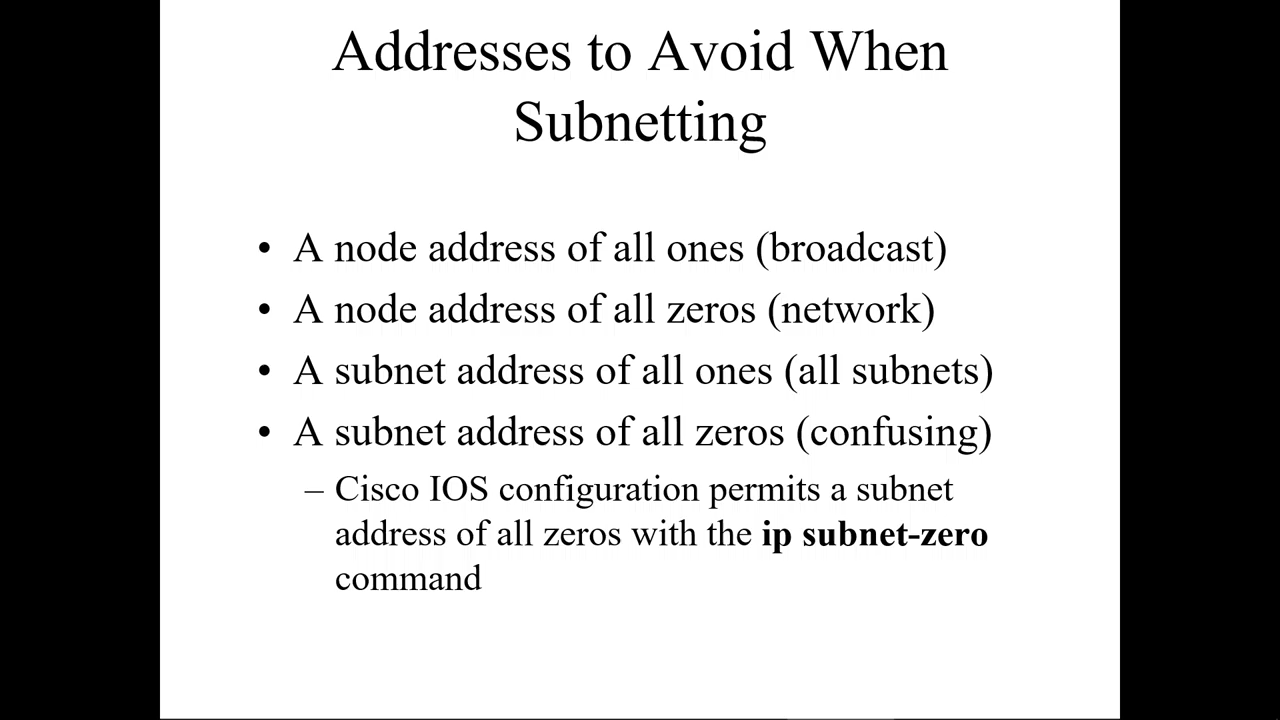 Addresses to Avoid When
Subnetting
• A node address of all ones (broadcast)
• A node address of all zeros (network)
• A subnet address of all ones (all subnets)
• A subnet address of all zeros (confusing)
– Cisco IOS configuration permits a subnet
address of all zeros with the ip subnet-zero
command